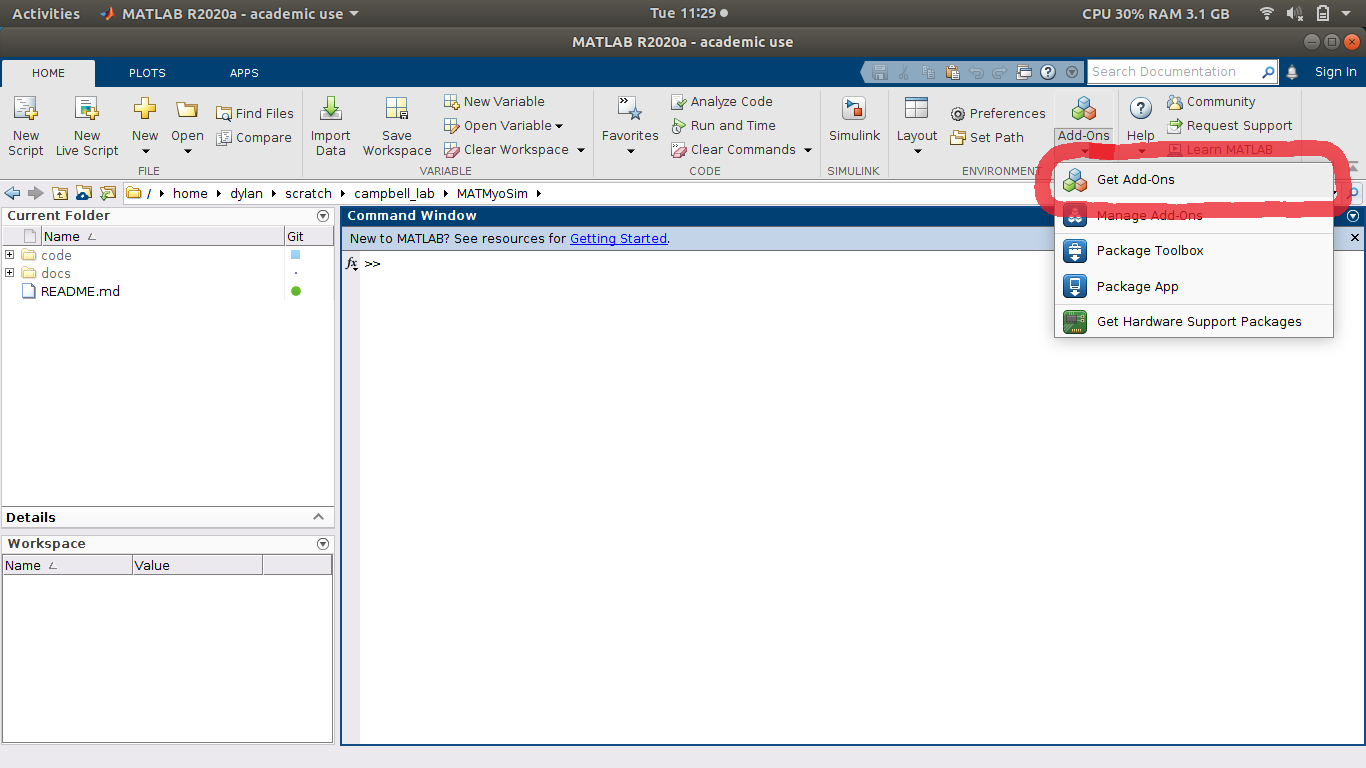 Activities MATLAB R2020a - academic use Tue 11:29 CPU 30% RAM 3.1 GB
MATLAB R2020a - academic use
HOME PLOTS APPS Search Documentation Sign In
New Script
New Live Script
New
Open
Find Files
Compare
FILE
Import Data
Save Workspace
New Variable
Open Variable
Clear Workspace
VARIABLE
Favorites
Analyze Code
Run and Time
Clear Commands
CODE
Simulink
SIMULINK
Layout
Preferences
Set Path
ENVIRONMENT
Add-Ons
Help
Community
Request Support
Learn MATLAB
Get Add-Ons
Manage Add-Ons
Package Toolbox
Package App
Get Hardware Support Packages
/ home dylan scratch campbell_lab MATMyoSim
Current Folder
Name Git
code
docs
README.md
Details
Workspace
Name Value
Command Window
New to MATLAB? See resources for Getting Started.
fx >>